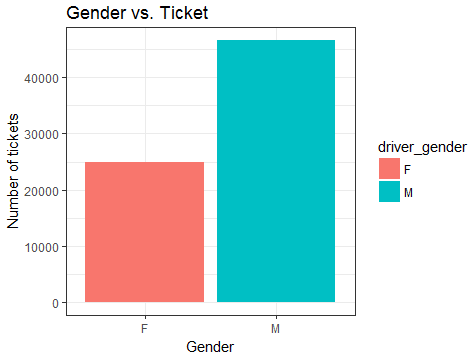 Gender vs. Ticket
Number of tickets
40000
30000
20000
10000
0
F
M
Gender
driver_gender
F
M